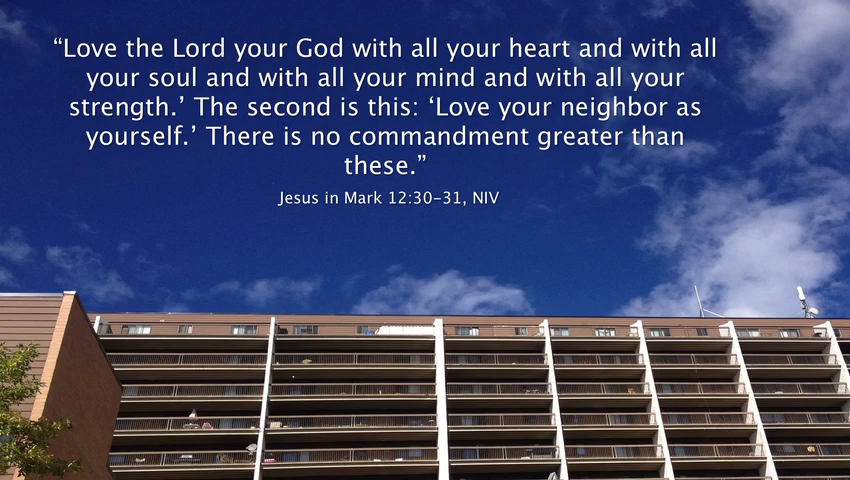 “Love the Lord your God with all your heart and with all
your soul and with all your mind and with all your
strength.’ The second is this: ‘Love your neighbor as
yourself.’ There is no commandment greater than
these.”
Jesus in Mark 12:30-31, NIV